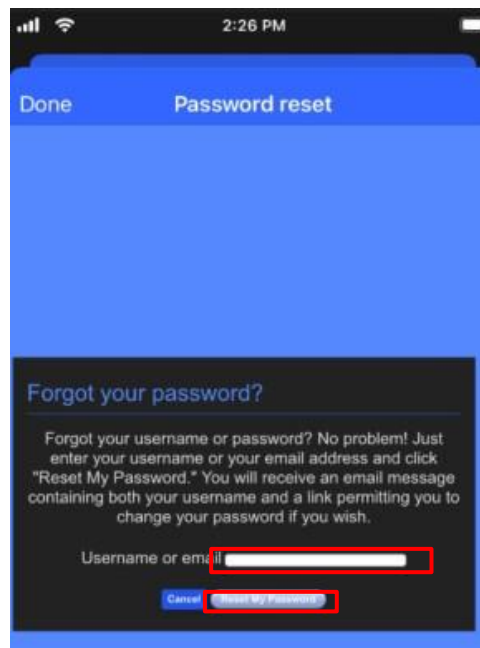 2:26 PM
Done Password reset
Forgot your password?
Forgot your username or password? No problem! Just
enter your username or your email address and click
"Reset My Password." You will receive an email message
containing both your username and a link permitting you to
change your password if you wish.
Username or email
Cancel Reset My Password